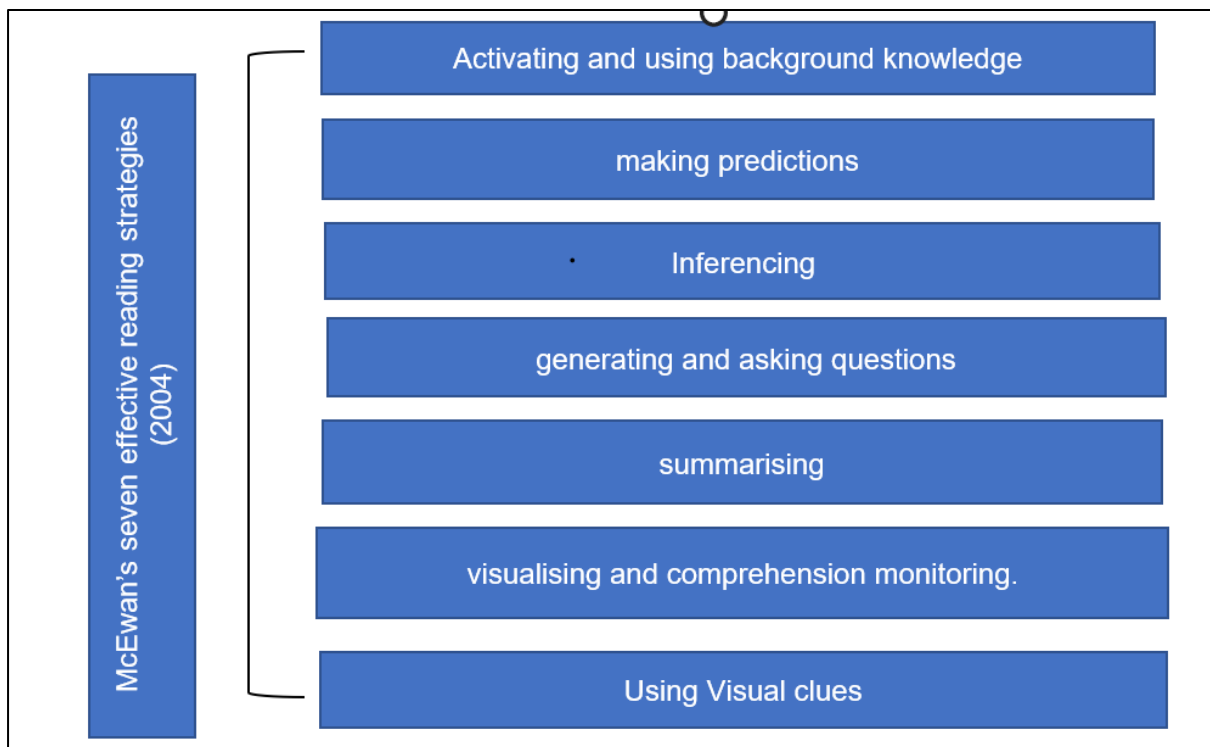 McEwan’s seven effective reading strategies
(2004)
Activating and using background knowledge
making predictions
Inferencing
generating and asking questions
summarising
visualising and comprehension monitoring.
Using Visual clues